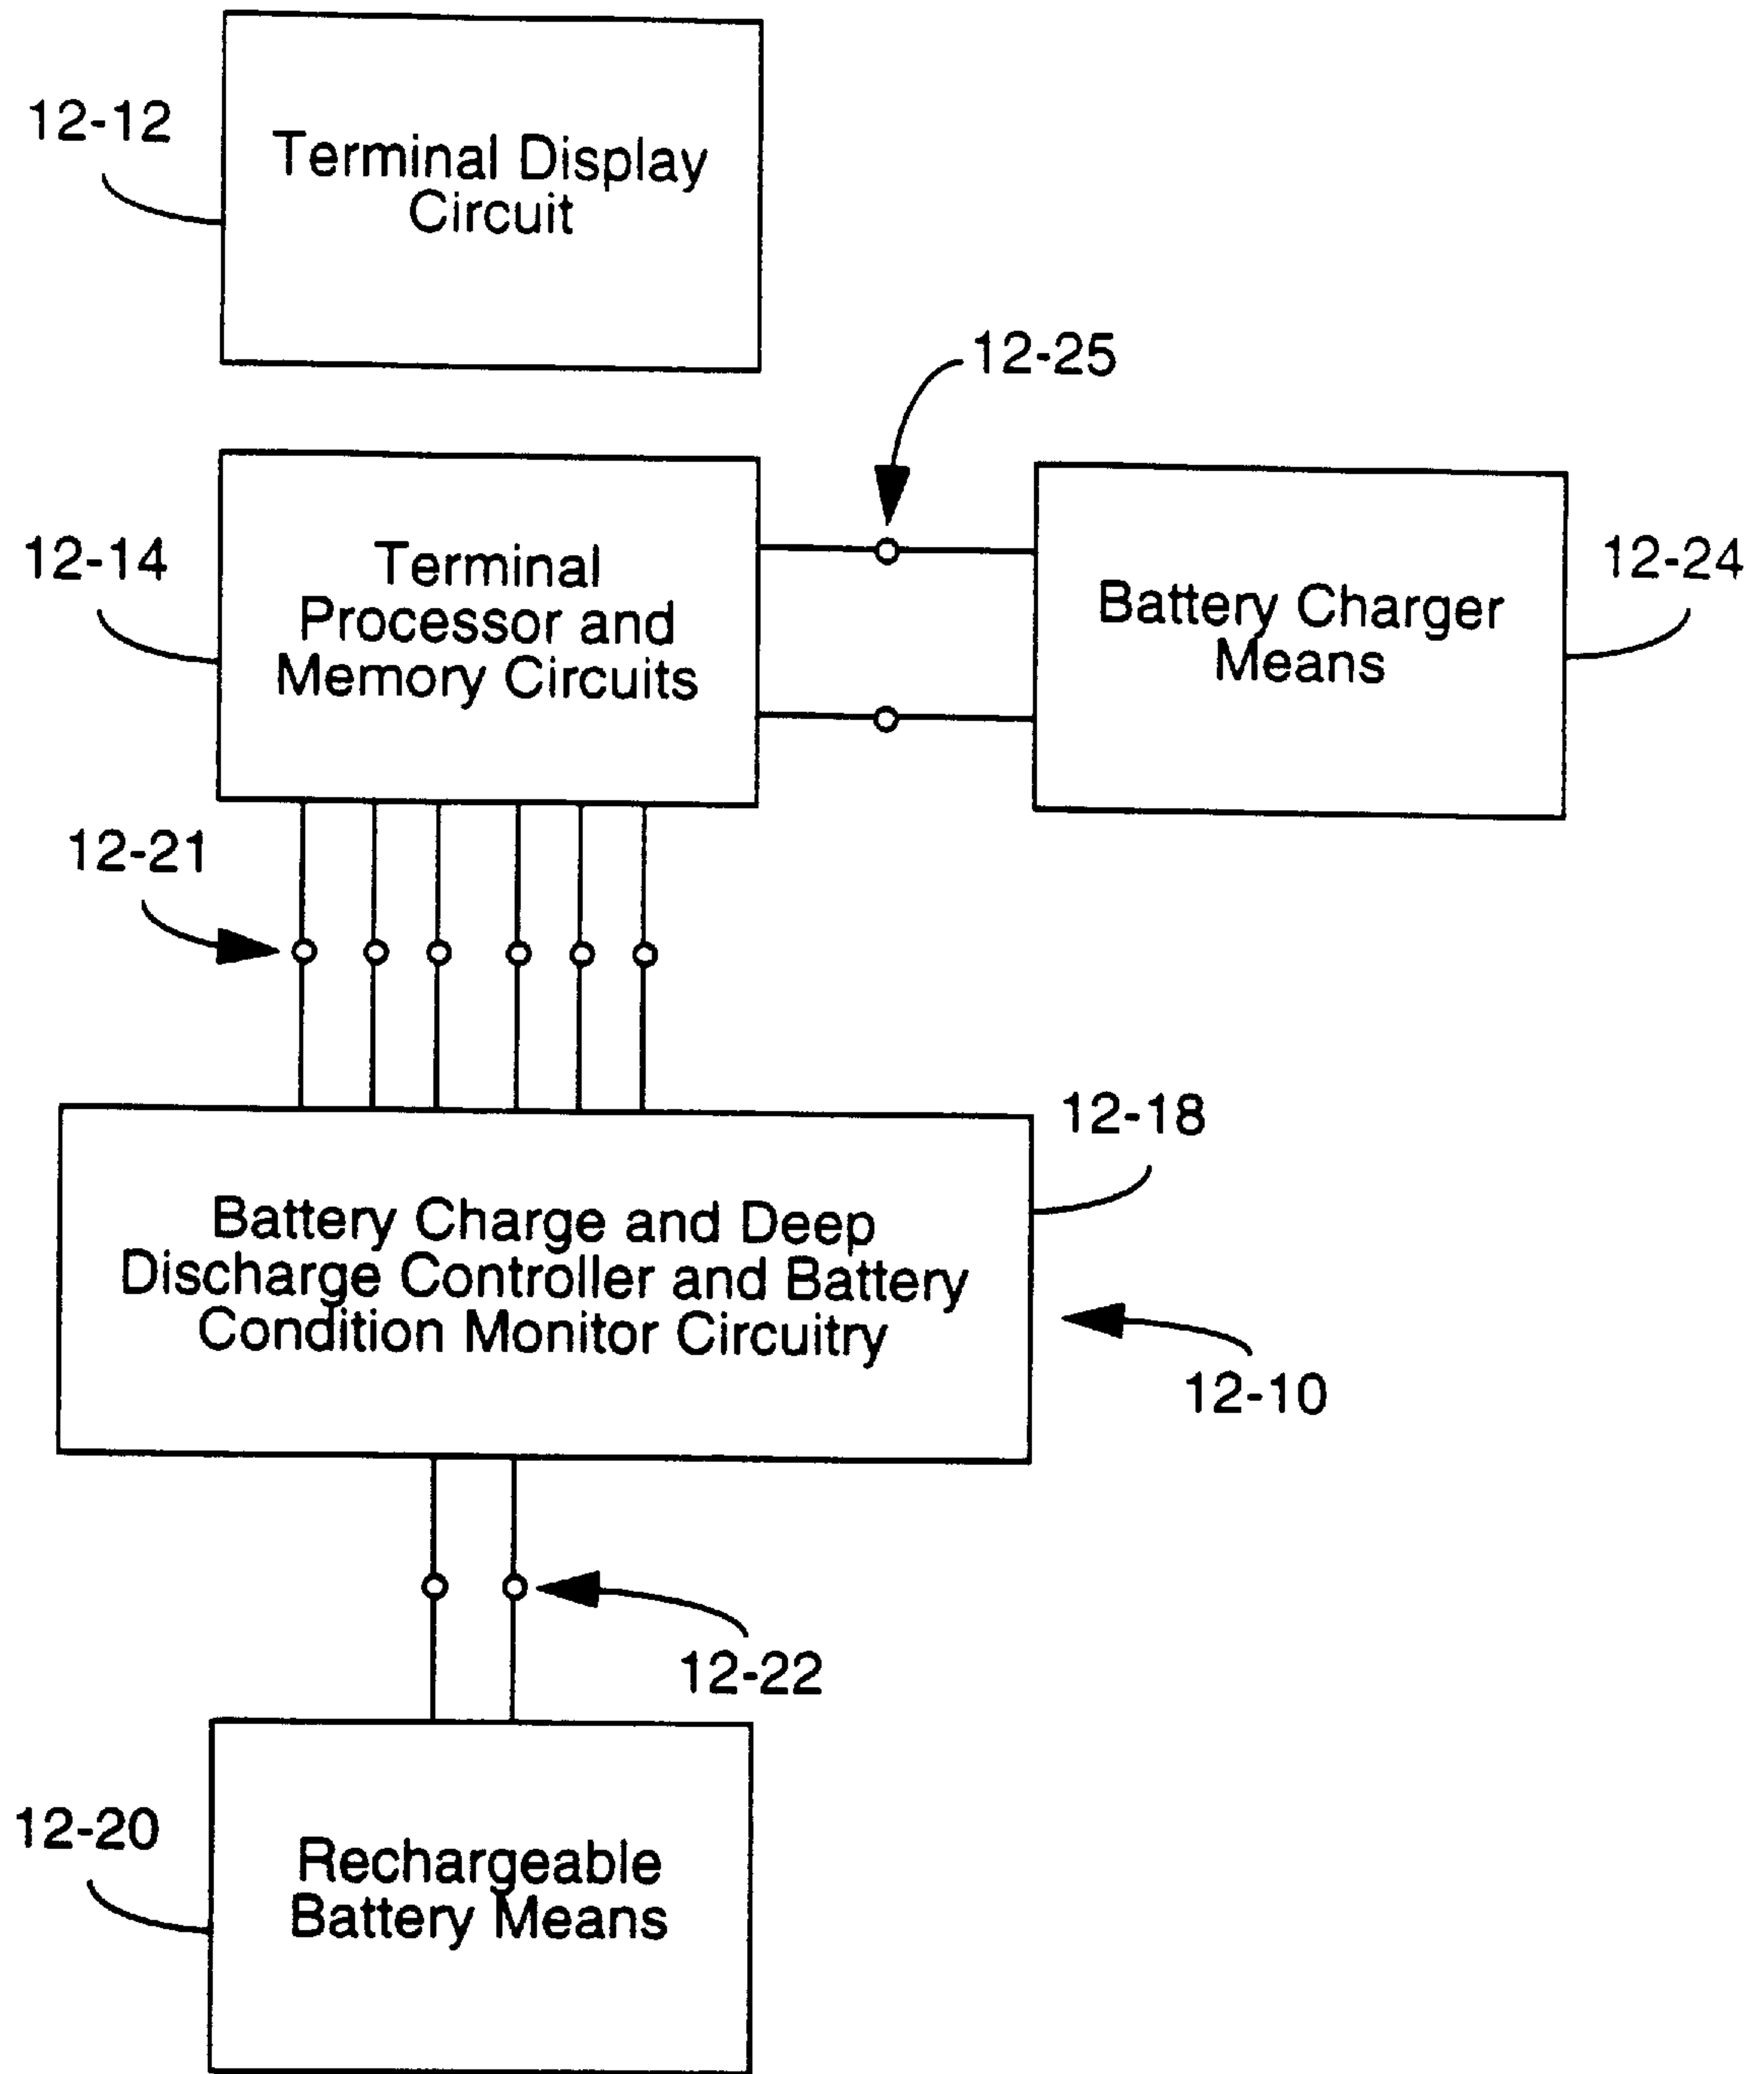 12-12
Terminal Display
Circuit
12-25
12-14
Terminal
Processor and
Memory Circuits
Battery Charger
Means
12-24
12-21
12-18
Battery Charge and Deep
Discharge Controller and Battery
Condition Monitor Circuitry
12-10
12-22
12-20
Rechargeable
Battery Means